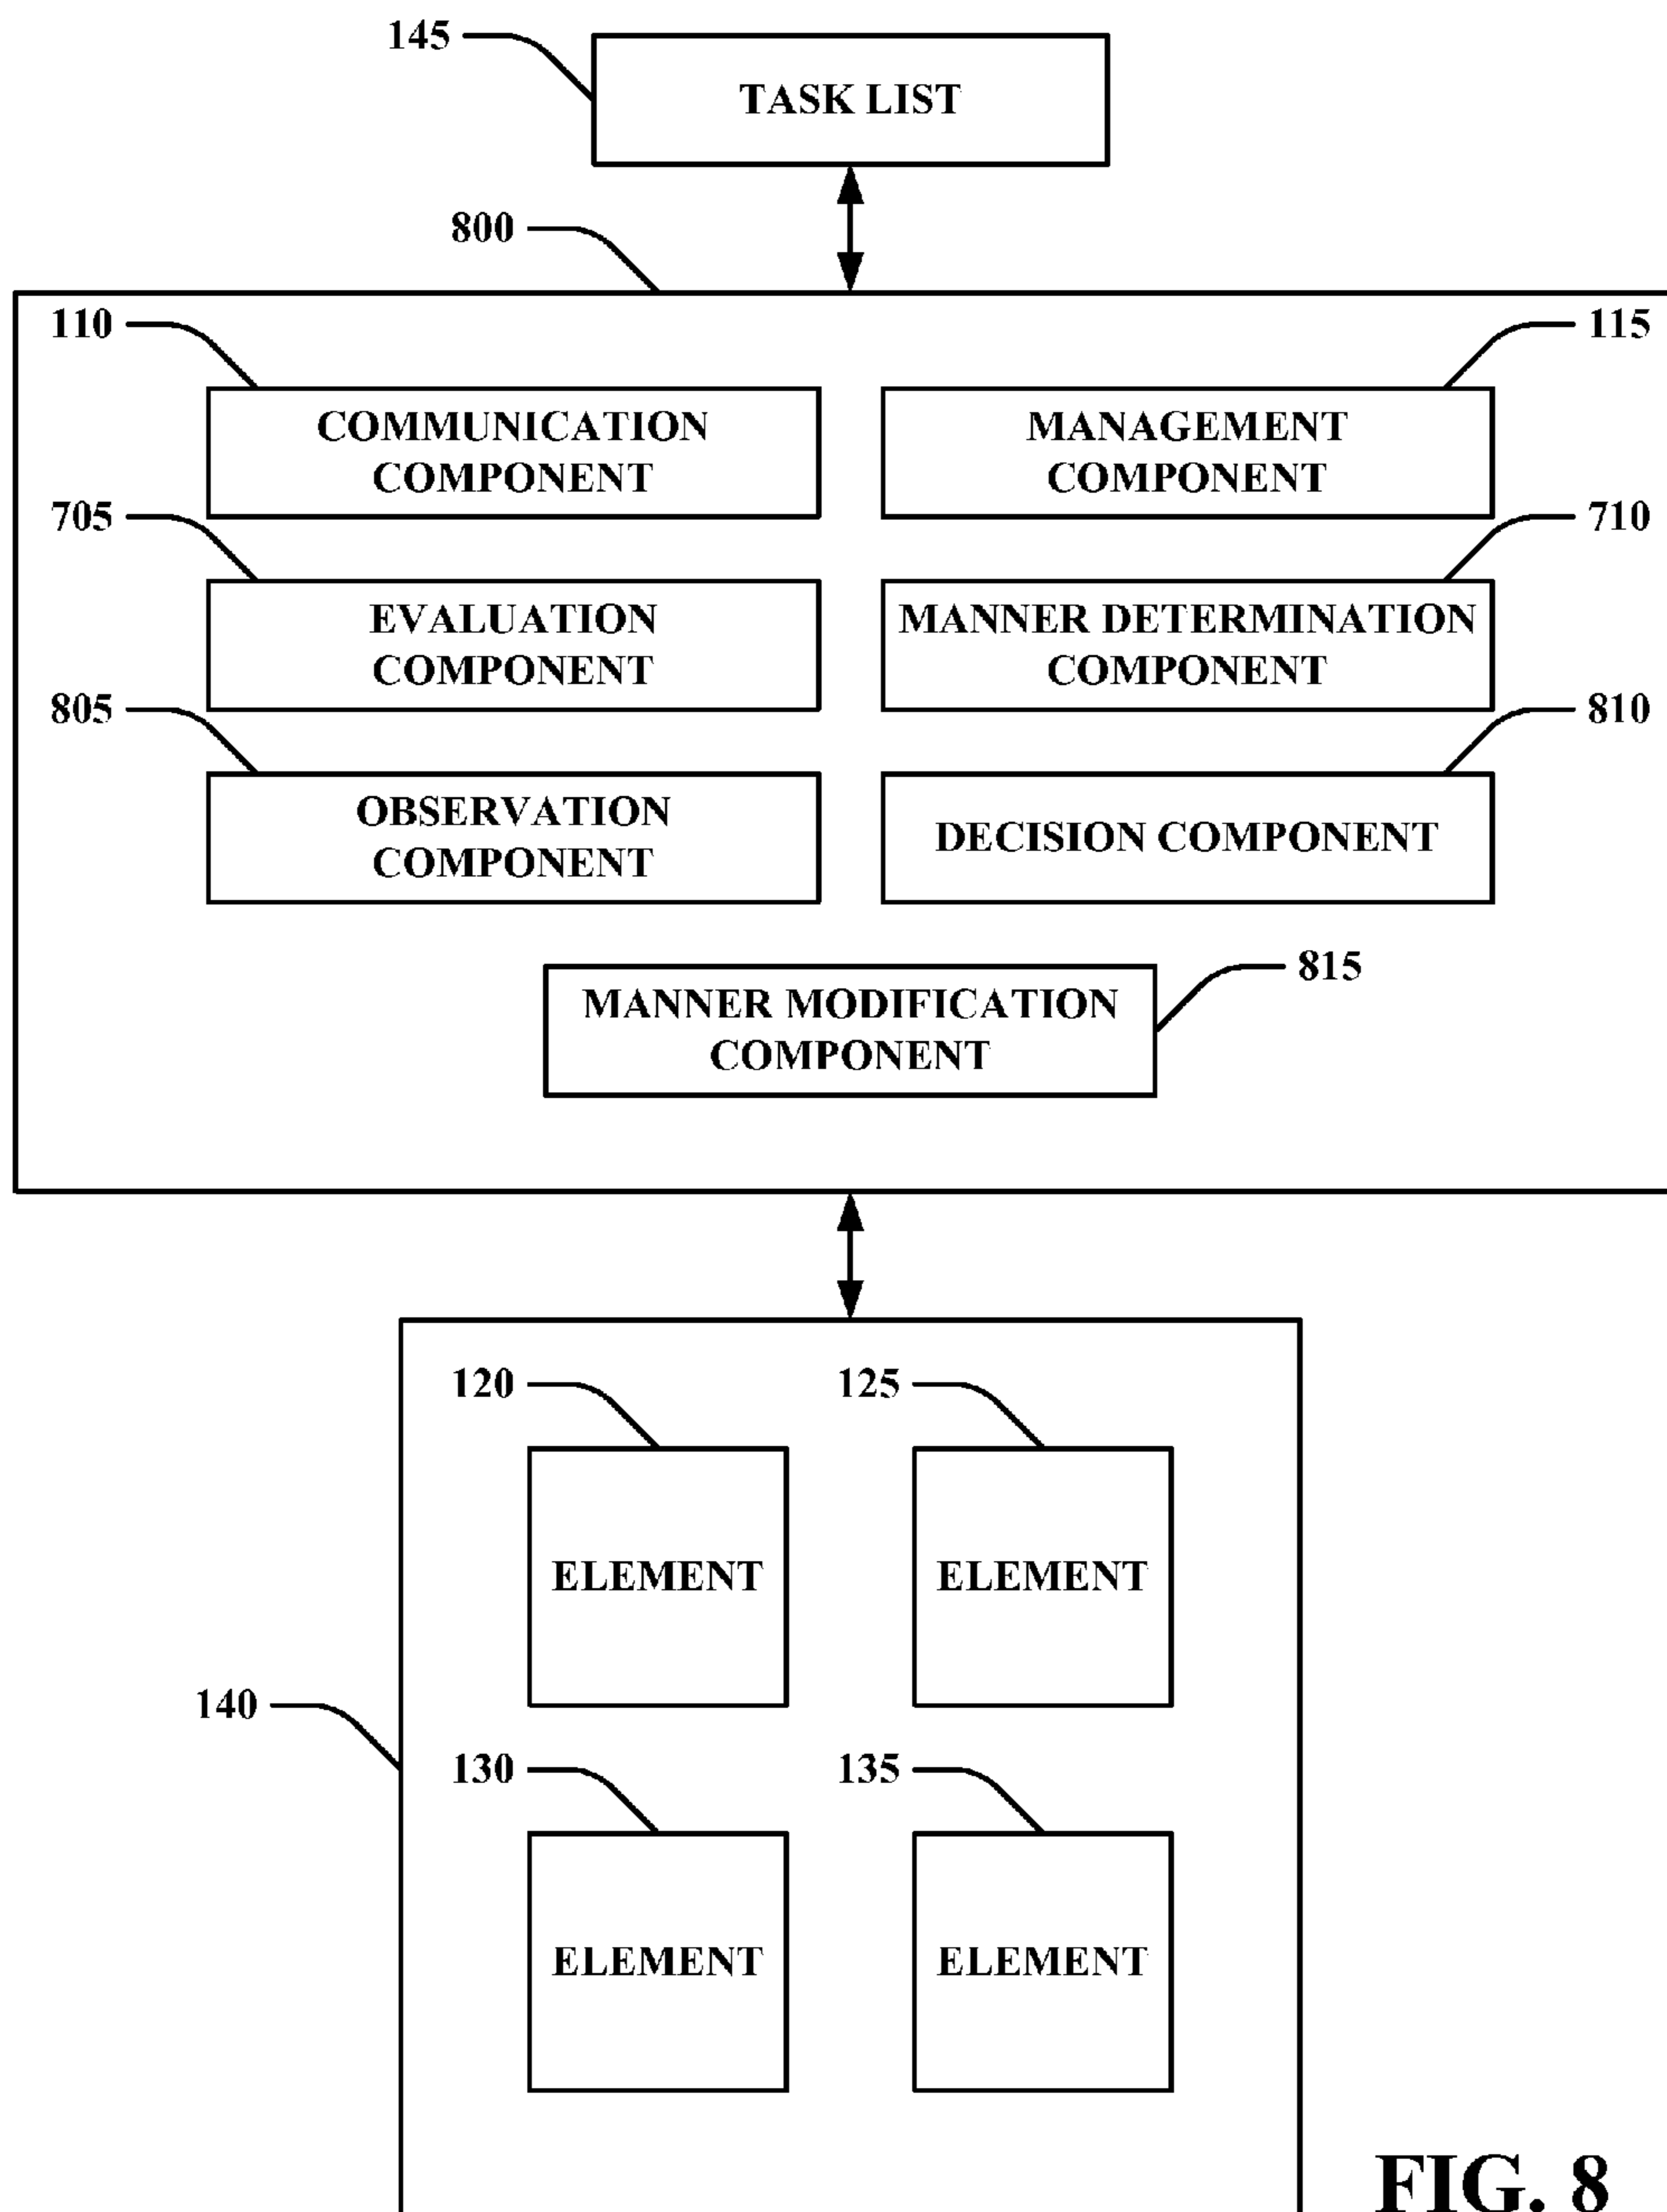 145
TASK LIST
800
110
115
COMMUNICATION
COMPONENT
MANAGEMENT
COMPONENT
705
710
EVALUATION
COMPONENT
MANNER DETERMINATION
COMPONENT
805
810
OBSERVATION
COMPONENT
DECISION COMPONENT
815
MANNER MODIFICATION
COMPONENT
120
125
ELEMENT
ELEMENT
140
130
135
ELEMENT
ELEMENT
FIG. 8